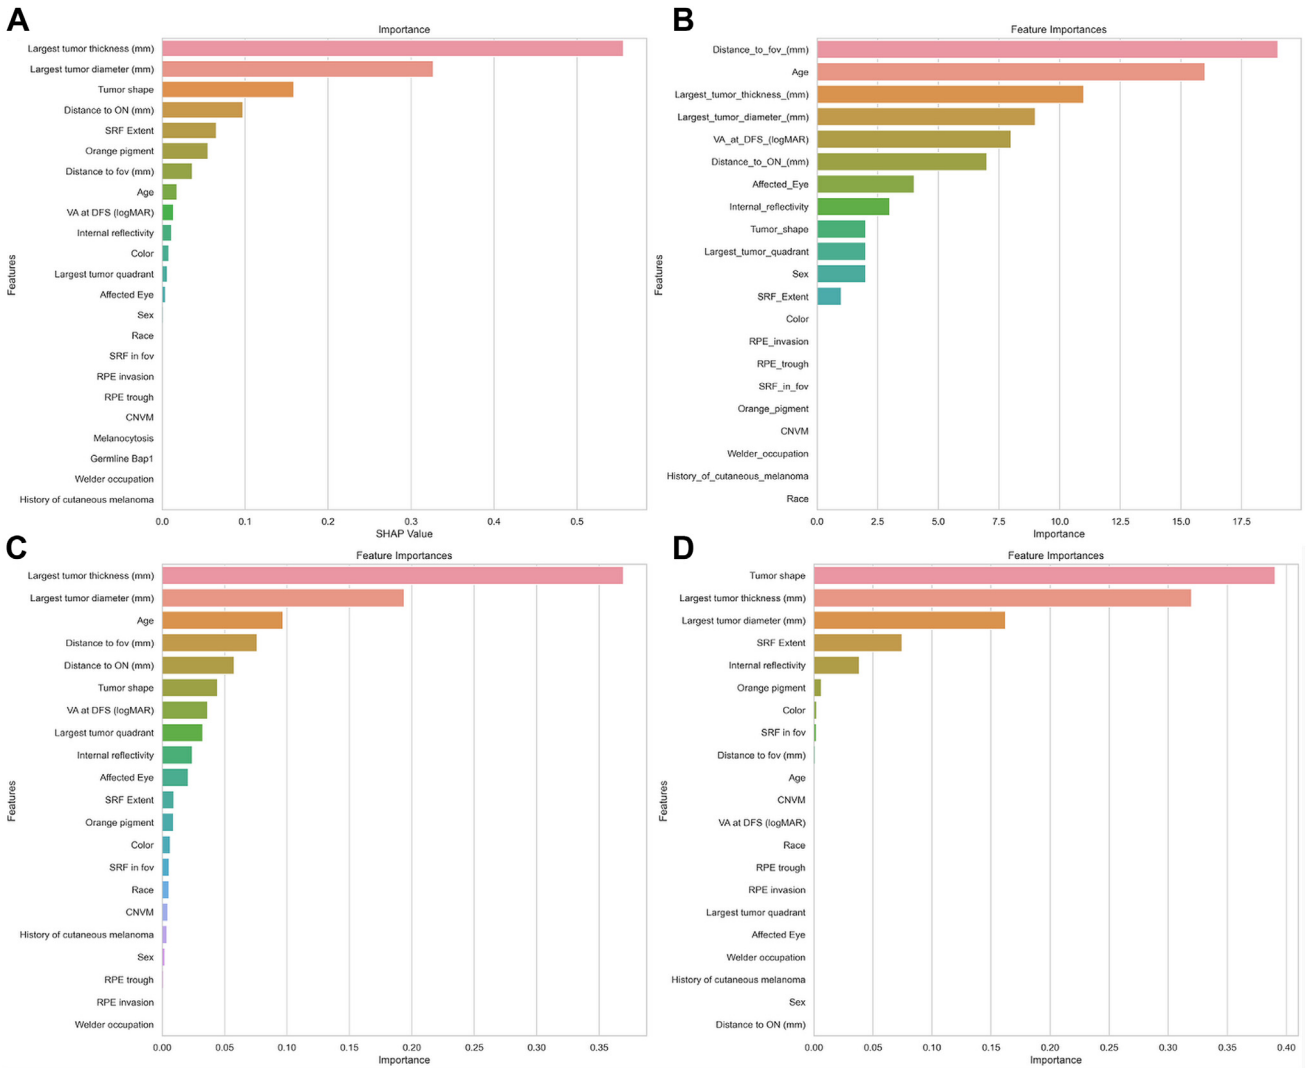 A
Importance
Largest tumor thickness (mm)
Largest tumor diameter (mm)
Tumor shape
Distance to ON (mm)
SRF Extent
Orange pigment
Distance to fov (mm)
Age
VA at DFS (logMAR)
Internal reflectivity
Color
Largest tumor quadrant
Affected Eye
Sex
Race
SRF in fov
RPE invasion
RPE trough
CNVM
Melanocytosis
Germline Bap1
Welder occupation
History of cutaneous melanoma
Features
0.0 0.1 0.2 0.3 0.4 0.5
SHAP Value
B
Feature Importances
Distance_to_fov_(mm)
Age
Largest_tumor_thickness_(mm)
Largest_tumor_diameter_(mm)
VA_at_DFS_(logMAR)
Distance_to_ON_(mm)
Affected_Eye
Internal_reflectivity
Tumor_shape
Largest_tumor_quadrant
Sex
SRF_Extent
Color
RPE_invasion
RPE_trough
SRF_in_fov
Orange_pigment
CNVM
Welder_occupation
History_of_cutaneous_melanoma
Race
Features
0.0 2.5 5.0 7.5 10.0 12.5 15.0 17.5
Importance
C
Feature Importances
Largest tumor thickness (mm)
Largest tumor diameter (mm)
Age
Distance to fov (mm)
Distance to ON (mm)
Tumor shape
VA at DFS (logMAR)
Largest tumor quadrant
Internal reflectivity
Affected Eye
SRF Extent
Orange pigment
Color
SRF in fov
Race
CNVM
History of cutaneous melanoma
Sex
RPE trough
RPE invasion
Welder occupation
Features
0.00 0.05 0.10 0.15 0.20 0.25 0.30 0.35
Importance
D
Feature Importances
Tumor shape
Largest tumor thickness (mm)
Largest tumor diameter (mm)
SRF Extent
Internal reflectivity
Orange pigment
Color
SRF in fov
Distance to fov (mm)
Age
CNVM
VA at DFS (logMAR)
Race
RPE trough
RPE invasion
Largest tumor quadrant
Affected Eye
Welder occupation
History of cutaneous melanoma
Sex
Distance to ON (mm)
Features
0.00 0.05 0.10 0.15 0.20 0.25 0.30 0.35 0.40
Importance